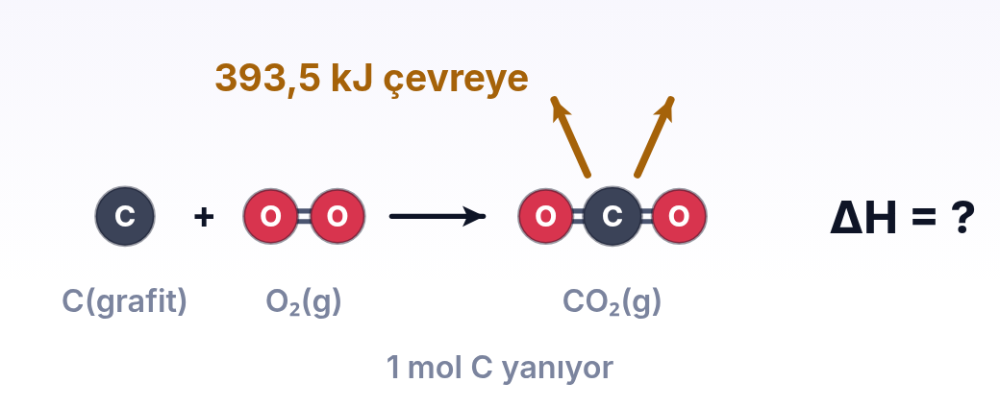 393,5 kJ çevreye
C + O O O C O ΔH = ?
C(grafit) O₂(g) CO₂(g)
1 mol C yanıyor